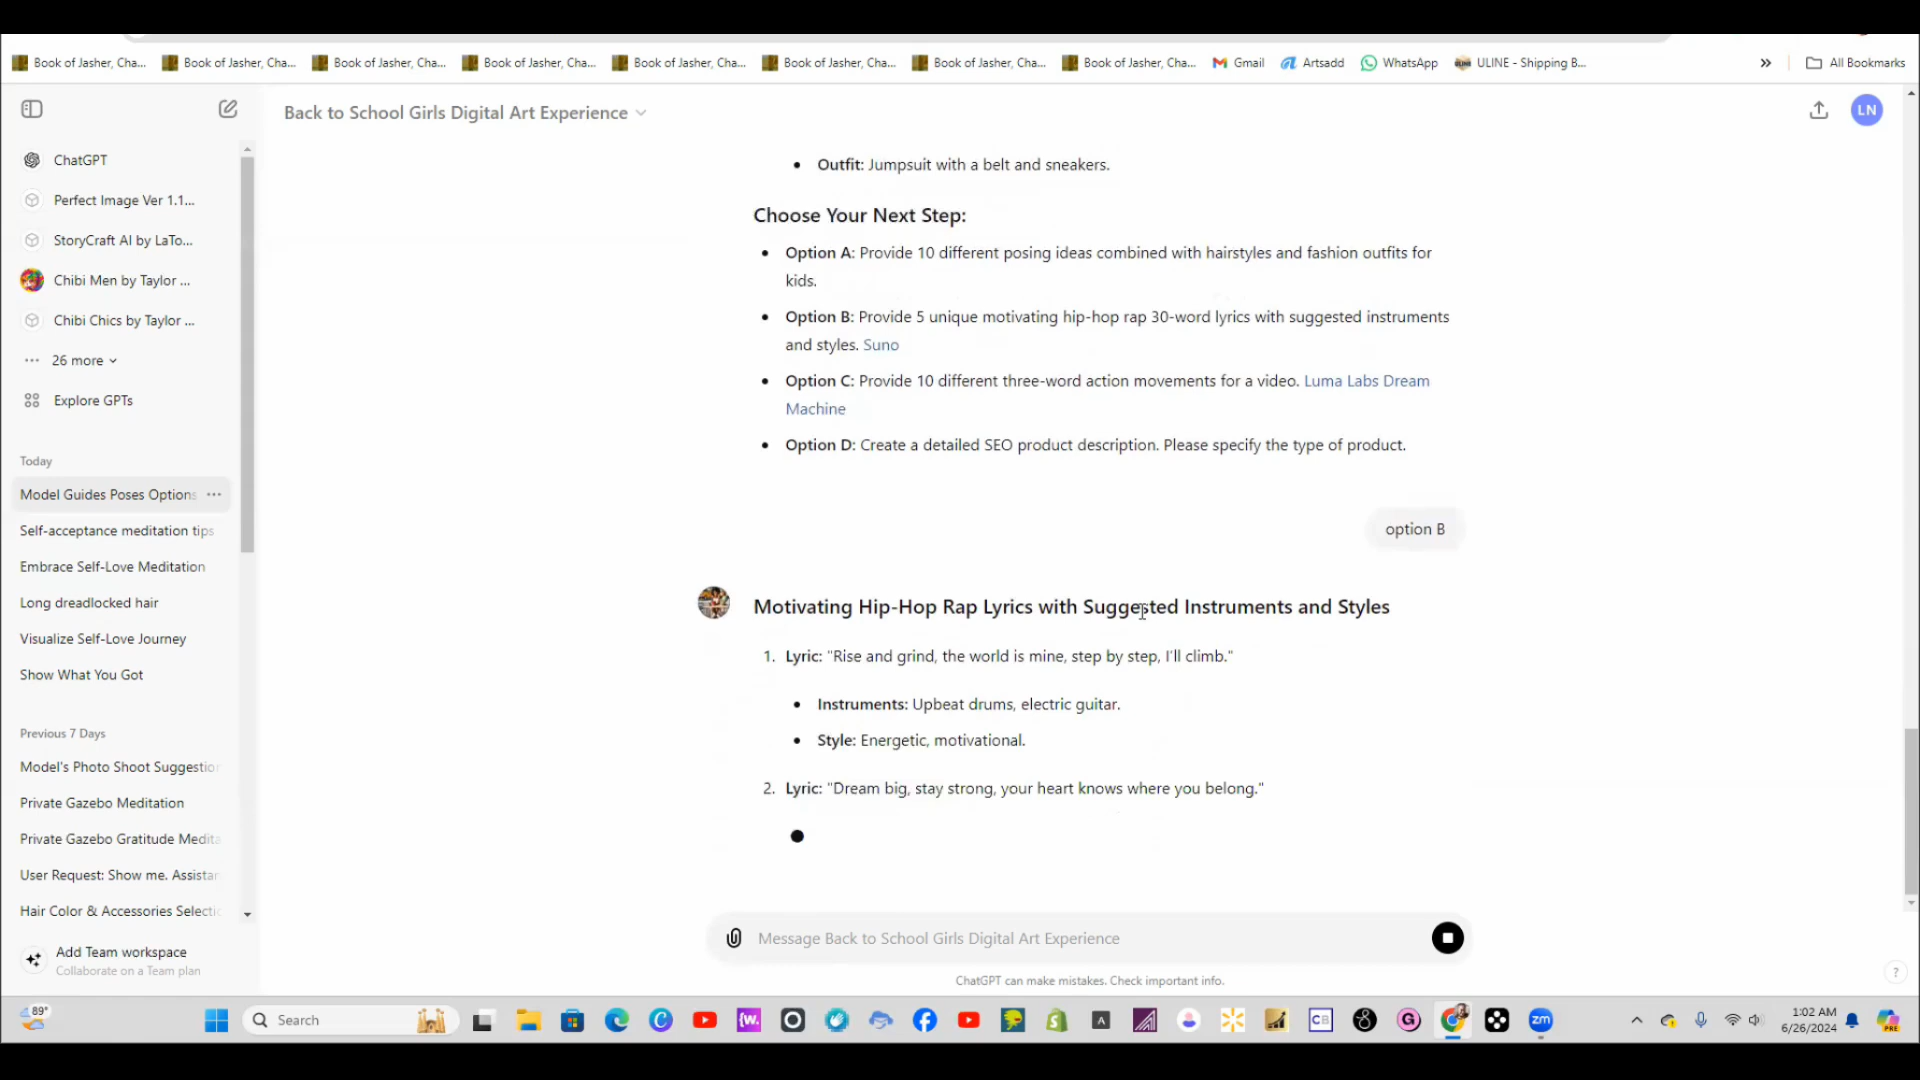 Book of Jasher, Cha...
Book of Jasher, Cha...
Book of Jasher, Cha...
Book of Jasher, Cha...
Book of Jasher, Cha...
Book of Jasher, Cha...
Book of Jasher, Cha...
Book of Jasher, Cha...
Gmail
Artsadd
WhatsApp
ULINE - Shipping B...
All Bookmarks
Back to School Girls Digital Art Experience
LN
ChatGPT
Perfect Image Ver 1.1...
StoryCraft AI by LaTo...
Chibi Men by Taylor ...
Chibi Chics by Taylor ...
26 more
Explore GPTs
Today
Model Guides Poses Options
Self-acceptance meditation tips
Embrace Self-Love Meditation
Long dreadlocked hair
Visualize Self-Love Journey
Show What You Got
Previous 7 Days
Model's Photo Shoot Suggestion
Private Gazebo Meditation
Private Gazebo Gratitude Medita
User Request: Show me. Assistan
Hair Color & Accessories Selectio
Add Team workspace
Collaborate on a Team plan
• Outfit: Jumpsuit with a belt and sneakers.
Choose Your Next Step:
• Option A: Provide 10 different posing ideas combined with hairstyles and fashion outfits for
kids.
• Option B: Provide 5 unique motivating hip-hop rap 30-word lyrics with suggested instruments
and styles. Suno
• Option C: Provide 10 different three-word action movements for a video. Luma Labs Dream
Machine
• Option D: Create a detailed SEO product description. Please specify the type of product.
option B
Motivating Hip-Hop Rap Lyrics with Suggested Instruments and Styles
1. Lyric: "Rise and grind, the world is mine, step by step, I'll climb."
• Instruments: Upbeat drums, electric guitar.
• Style: Energetic, motivational.
2. Lyric: "Dream big, stay strong, your heart knows where you belong."
Message Back to School Girls Digital Art Experience
ChatGPT can make mistakes. Check important info.
?
89°
Search
[w.
A
CB
G
zm
1:02 AM
6/26/2024
PRE